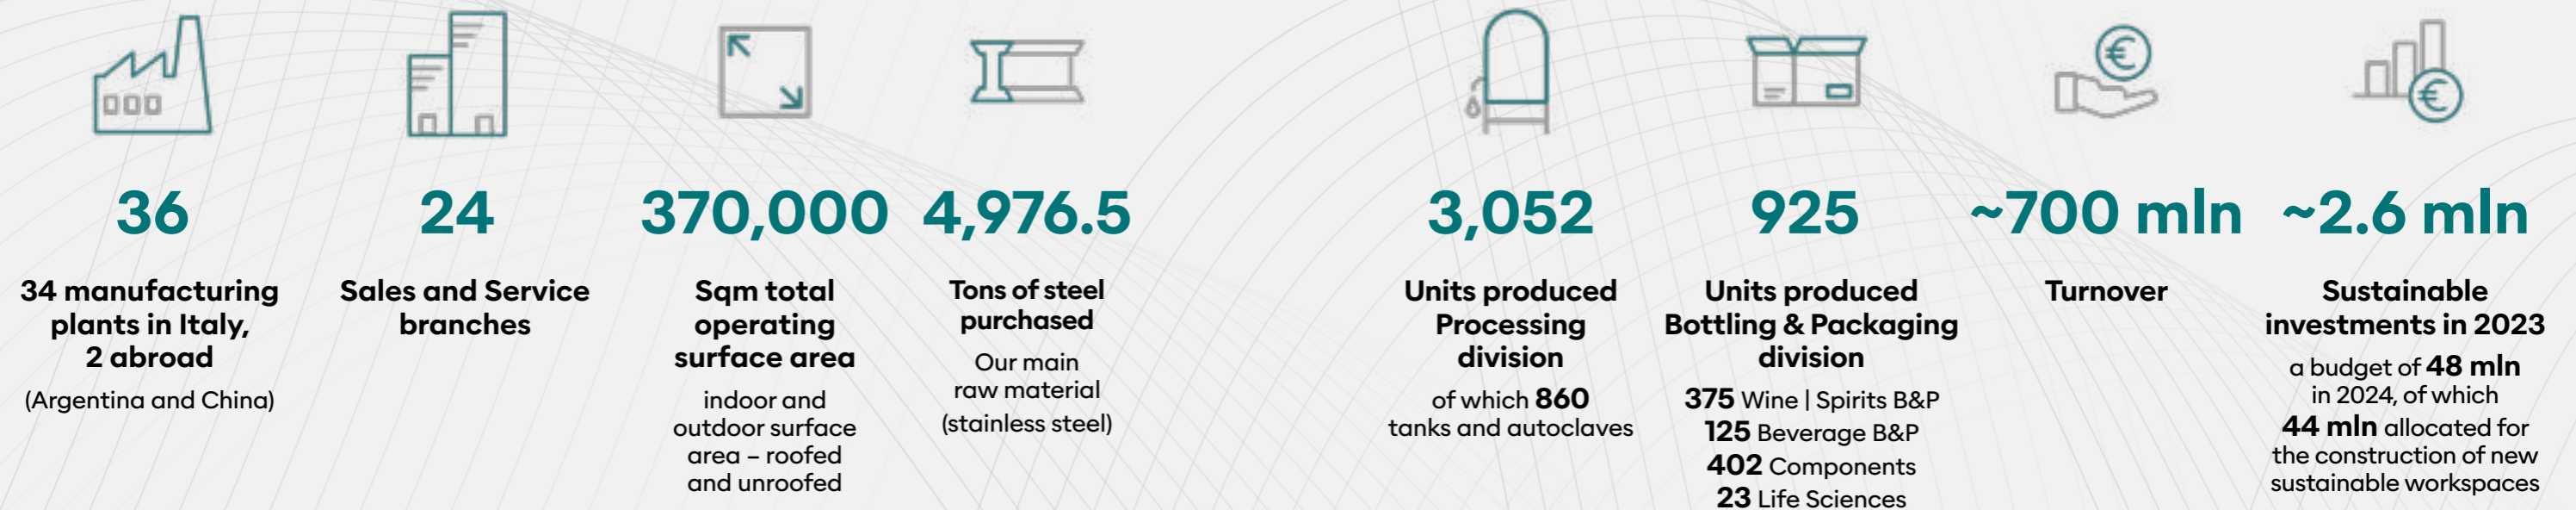 36
34 manufacturing
plants in Italy,
2 abroad
(Argentina and China)
24
Sales and Service
branches
370,000
Sqm total
operating
surface area
indoor and
outdoor surface
area – roofed
and unroofed
4,976.5
Tons of steel
purchased
Our main
raw material
(stainless steel)
3,052
Units produced
Processing
division
of which 860
tanks and autoclaves
925
Units produced
Bottling & Packaging
division
375 Wine | Spirits B&P
125 Beverage B&P
402 Components
23 Life Sciences
~700 mln
Turnover
~2.6 mln
Sustainable
investments in 2023
a budget of 48 mln
in 2024, of which
44 mln allocated for
the construction of new
sustainable workspaces